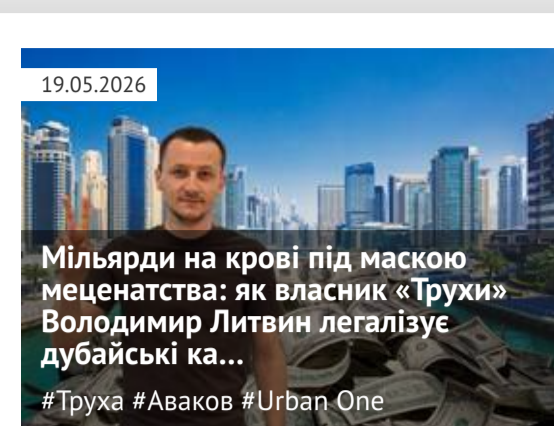 19.05.2026
Мільярди на крові під маскою
меценатства: як власник «Трухи»
Володимир Литвин легалізує
дубайські ка...
#Труха #Аваков #Urban One